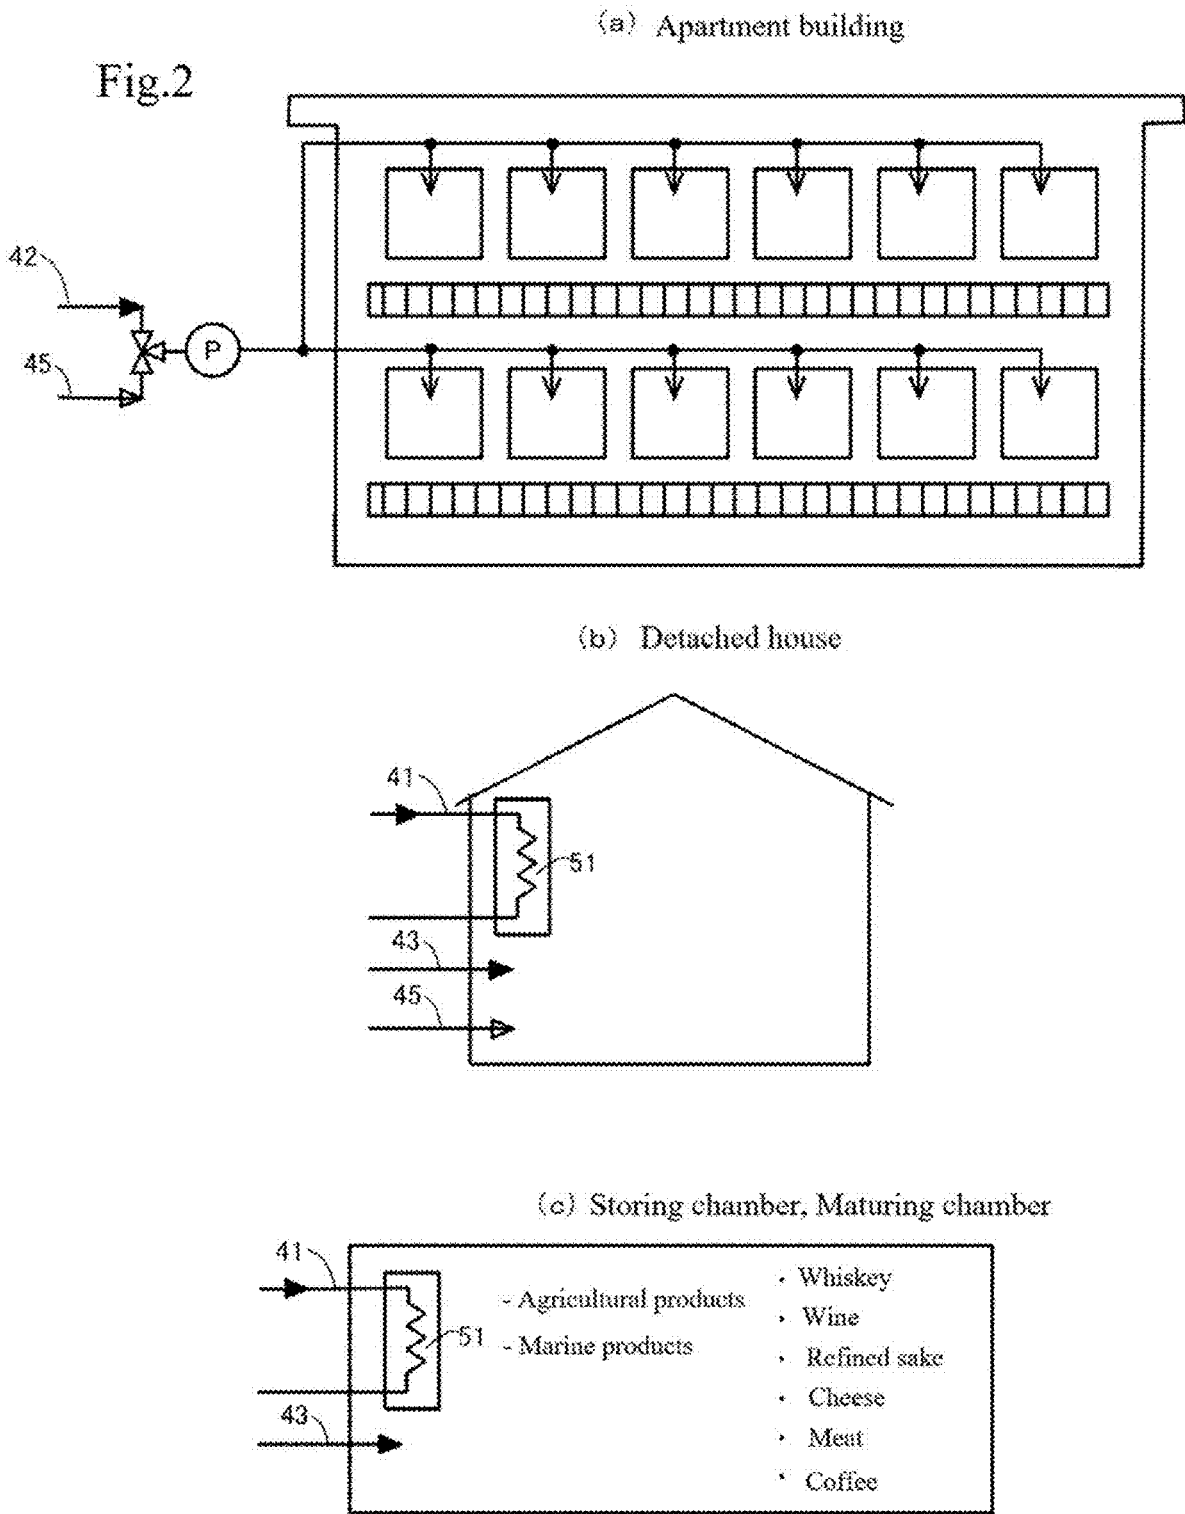 (a) Apartment building
Fig.2
42
45
P
(b) Detached house
41
51
43
45
(c) Storing chamber, Maturing chamber
41
51
43
- Agricultural products
- Marine products
· Whiskey
· Wine
· Refined sake
· Cheese
· Meat
· Coffee